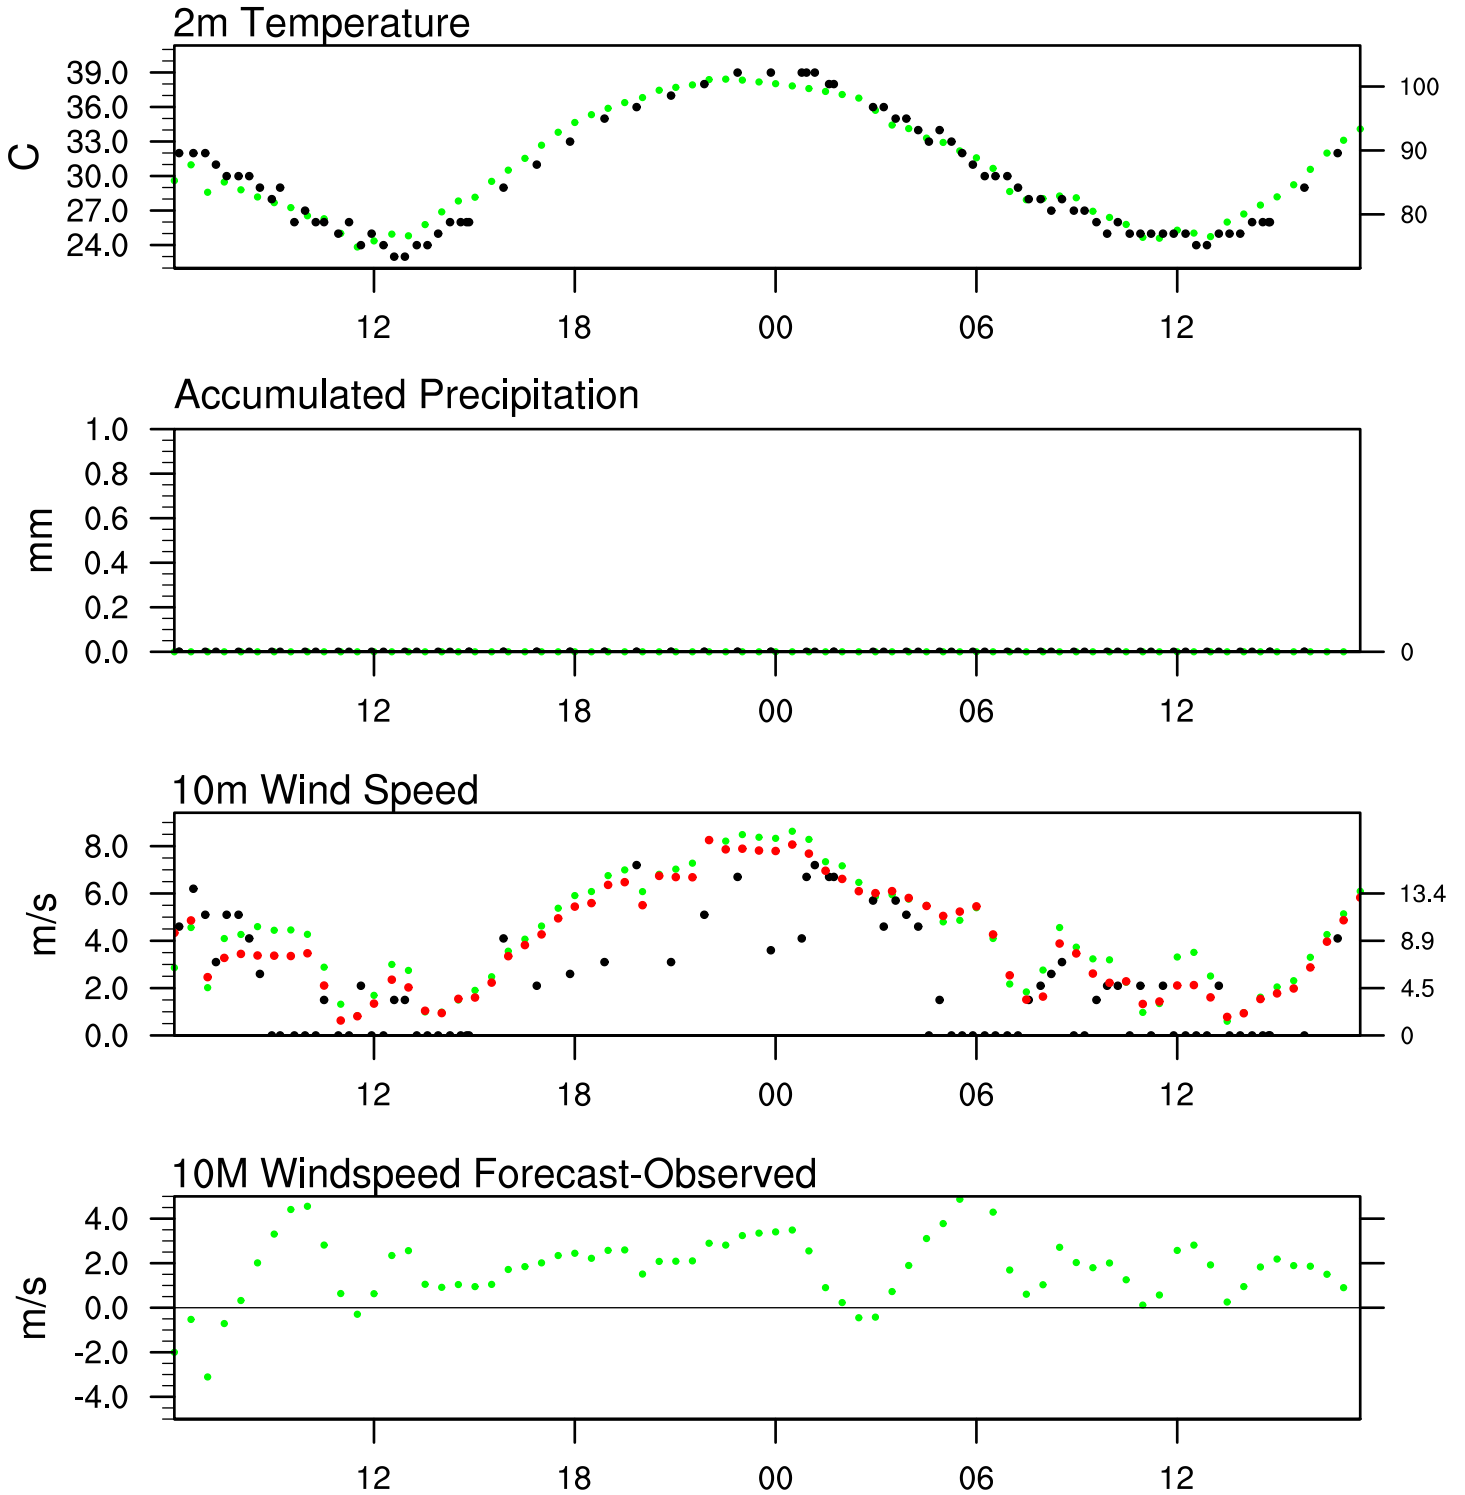 2m Temperature
39.0
36.0
33.0
30.0
27.0
24.0
C
100
90
80
12 18 00 06 12
Accumulated Precipitation
1.0
0.8
0.6
0.4
0.2
0.0
mm
0
12 18 00 06 12
10m Wind Speed
8.0
6.0
4.0
2.0
0.0
m/s
13.4
8.9
4.5
0
12 18 00 06 12
10M Windspeed Forecast-Observed
4.0
2.0
0.0
-2.0
-4.0
m/s
12 18 00 06 12